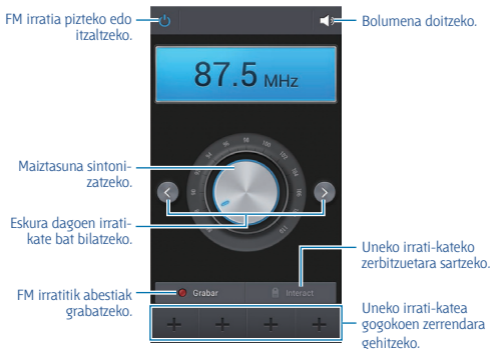 FM irratia pizteko edo
itzaltzeko.
Bolumena doitzeko.
87.5 MHz
Maiztasuna sintoni-
zatzeko.
Eskura dagoen irrati-
kate bat bilatzeko.
Uneko irrati-kateko
zerbitzuetara sartzeko.
FM irratitik abestiak
grabatzeko.
Grabar
Interact
Uneko irrati-katea
gogokoen zerrendara
gehitzeko.